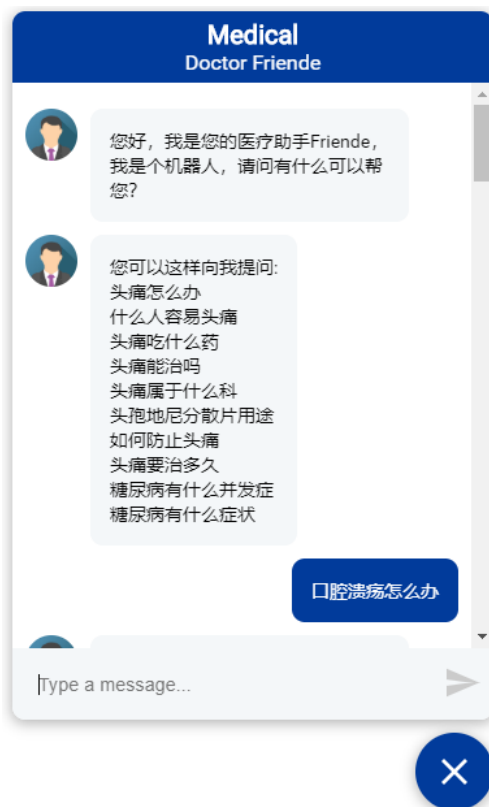 Medical
Doctor Friende
您好，我是您的医疗助手Friende，
我是个机器人，请问有什么可以帮
您?
您可以这样向我提问:
头痛怎么办
什么人容易头痛
头痛吃什么药
头痛能治吗
头痛属于什么科
头孢地尼分散片用途
如何防止头痛
头痛要治多久
糖尿病有什么并发症
糖尿病有什么症状
口腔溃疡怎么办
Type a message...